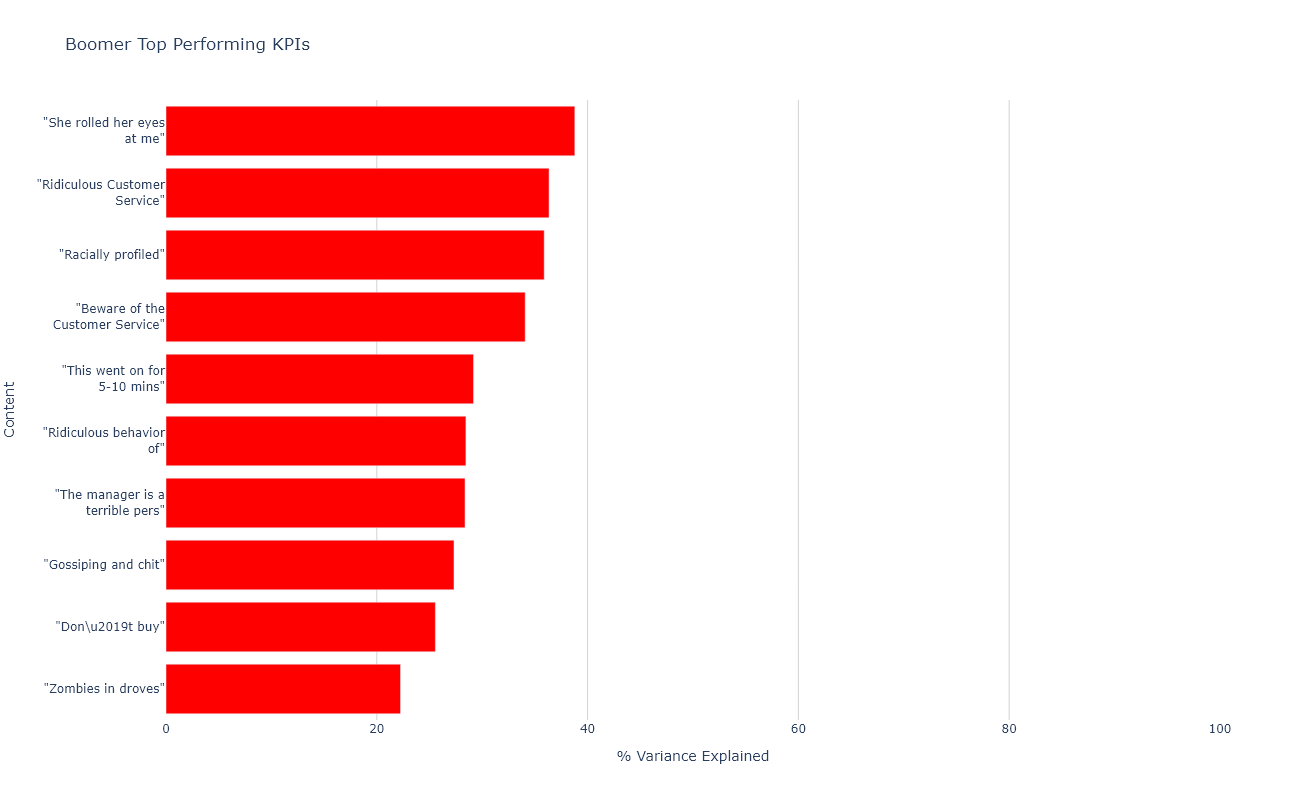 Boomer Top Performing KPIs
"She rolled her eyes
at me"
"Ridiculous Customer
Service"
"Racially profiled"
"Beware of the
Customer Service"
"This went on for
5-10 mins"
"Ridiculous behavior
of"
"The manager is a
terrible pers"
"Gossiping and chit"
"Don\u2019t buy"
"Zombies in droves"
Content
0 20 40 60 80 100
% Variance Explained